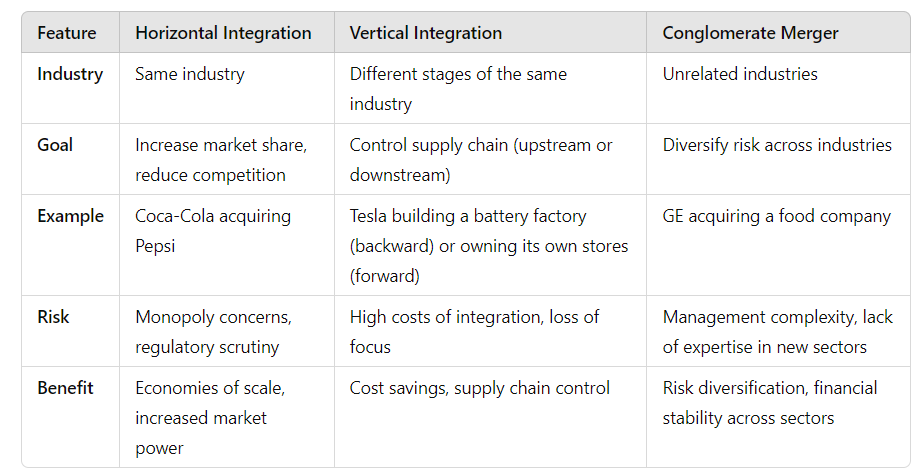 Feature Horizontal Integration Vertical Integration Conglomerate Merger
Industry Same industry Different stages of the same Unrelated industries
industry
Goal Increase market share, Control supply chain (upstream or Diversify risk across industries
reduce competition downstream)
Example Coca-Cola acquiring Tesla building a battery factory GE acquiring a food company
Pepsi (backward) or owning its own stores
(forward)
Risk Monopoly concerns, High costs of integration, loss of Management complexity, lack
regulatory scrutiny focus of expertise in new sectors
Benefit Economies of scale, Cost savings, supply chain control Risk diversification, financial
increased market stability across sectors
power